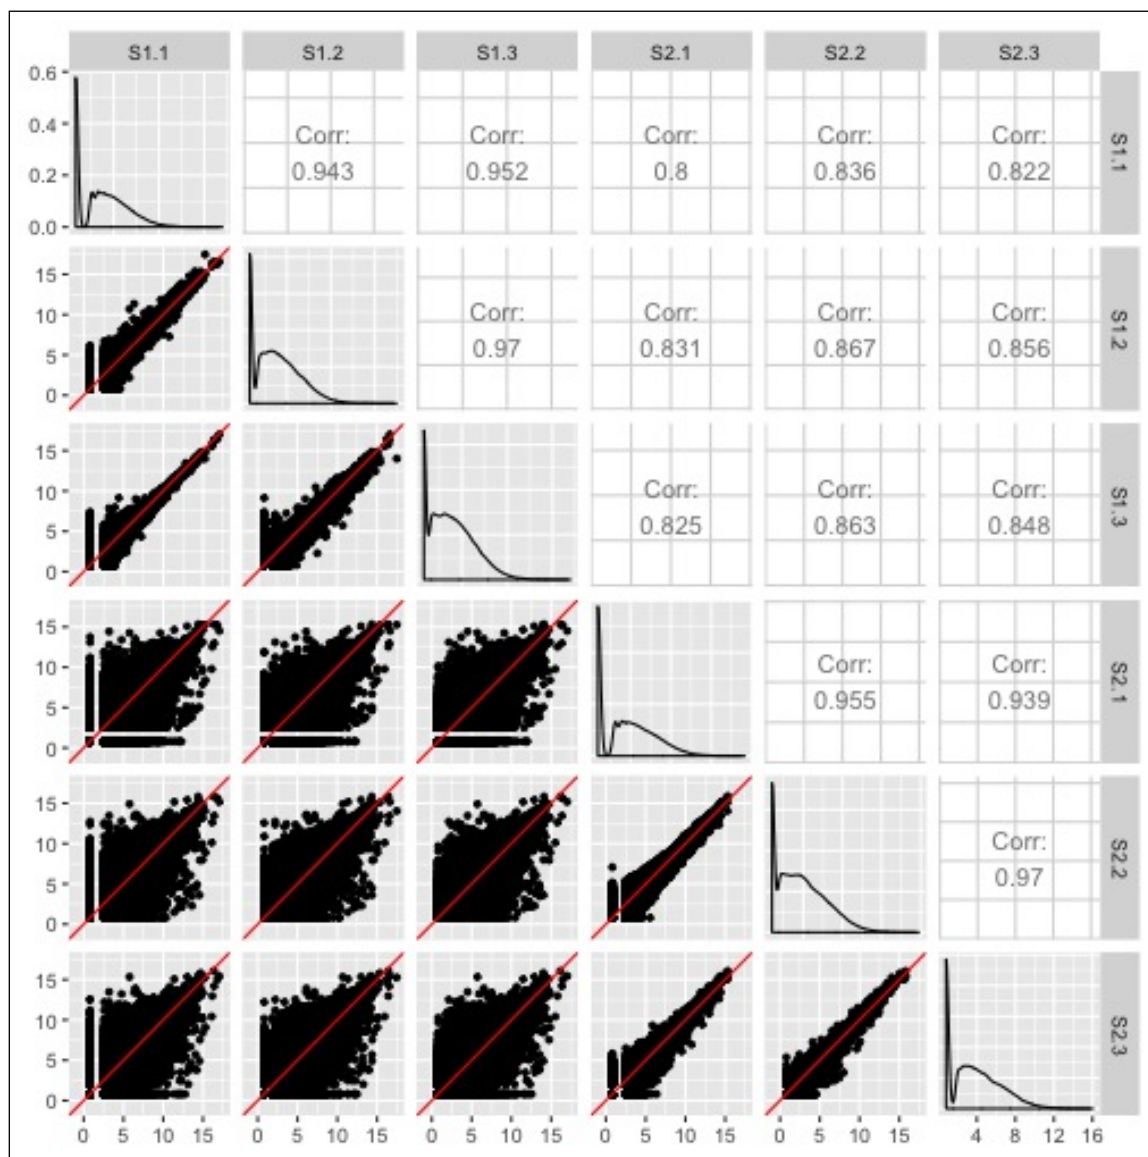 S1.1 S1.2 S1.3 S2.1 S2.2 S2.3
0.6
0.4
0.2
0.0
Corr:
0.943
Corr:
0.952
Corr:
0.8
Corr:
0.836
Corr:
0.822
S1.1
15
10
5
0
Corr:
0.97
Corr:
0.831
Corr:
0.867
Corr:
0.856
S1.2
15
10
5
0
Corr:
0.825
Corr:
0.863
Corr:
0.848
S1.3
15
10
5
0
Corr:
0.955
Corr:
0.939
S2.1
15
10
5
0
Corr:
0.97
S2.2
15
10
5
0
S2.3
0 5 10 15 0 5 10 15 0 5 10 15 0 5 10 15 0 5 10 15 4 8 12 16